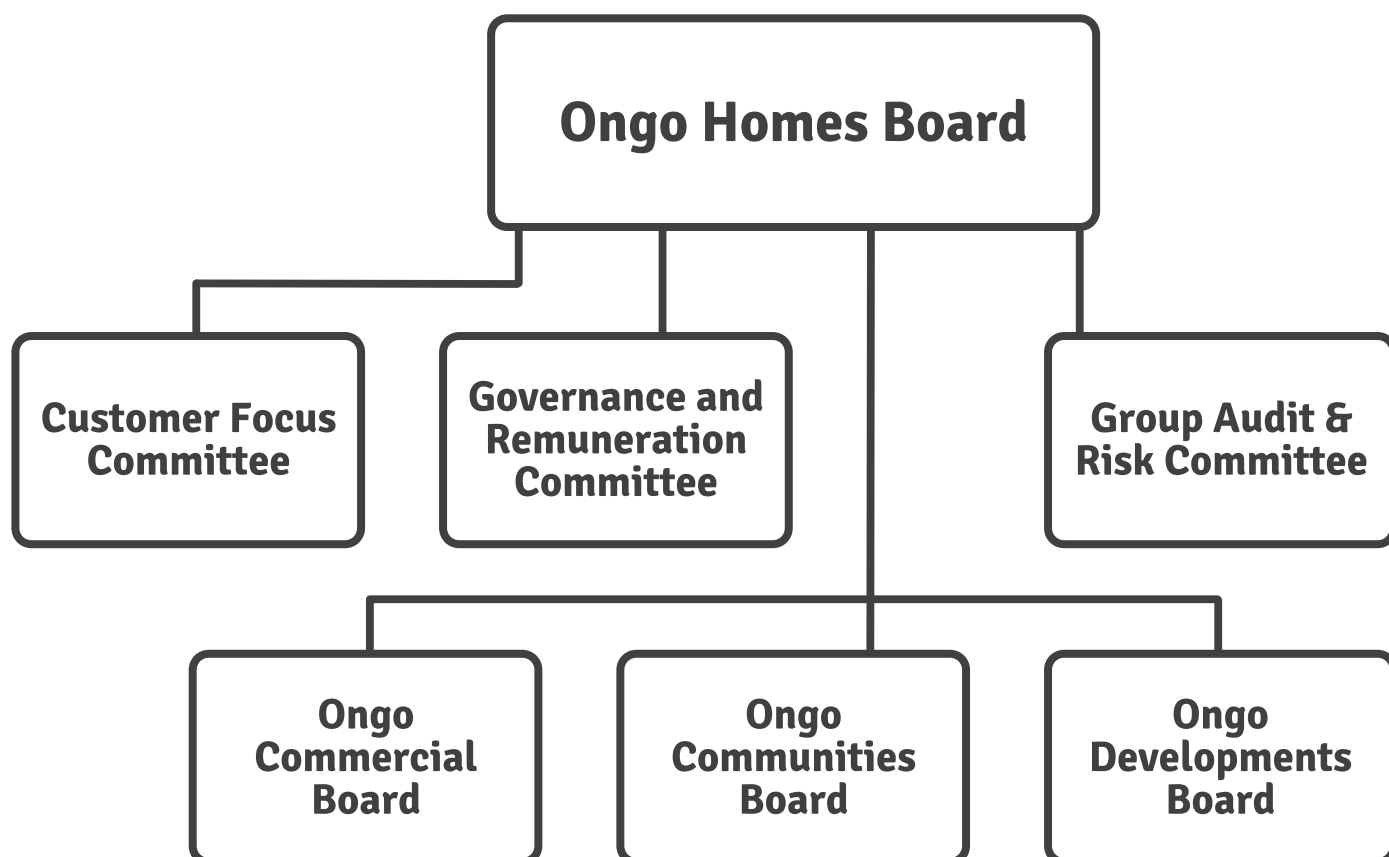 Ongo Homes Board
Customer Focus
Committee
Governance and
Remuneration
Committee
Group Audit &
Risk Committee
Ongo
Commercial
Board
Ongo
Communities
Board
Ongo
Developments
Board